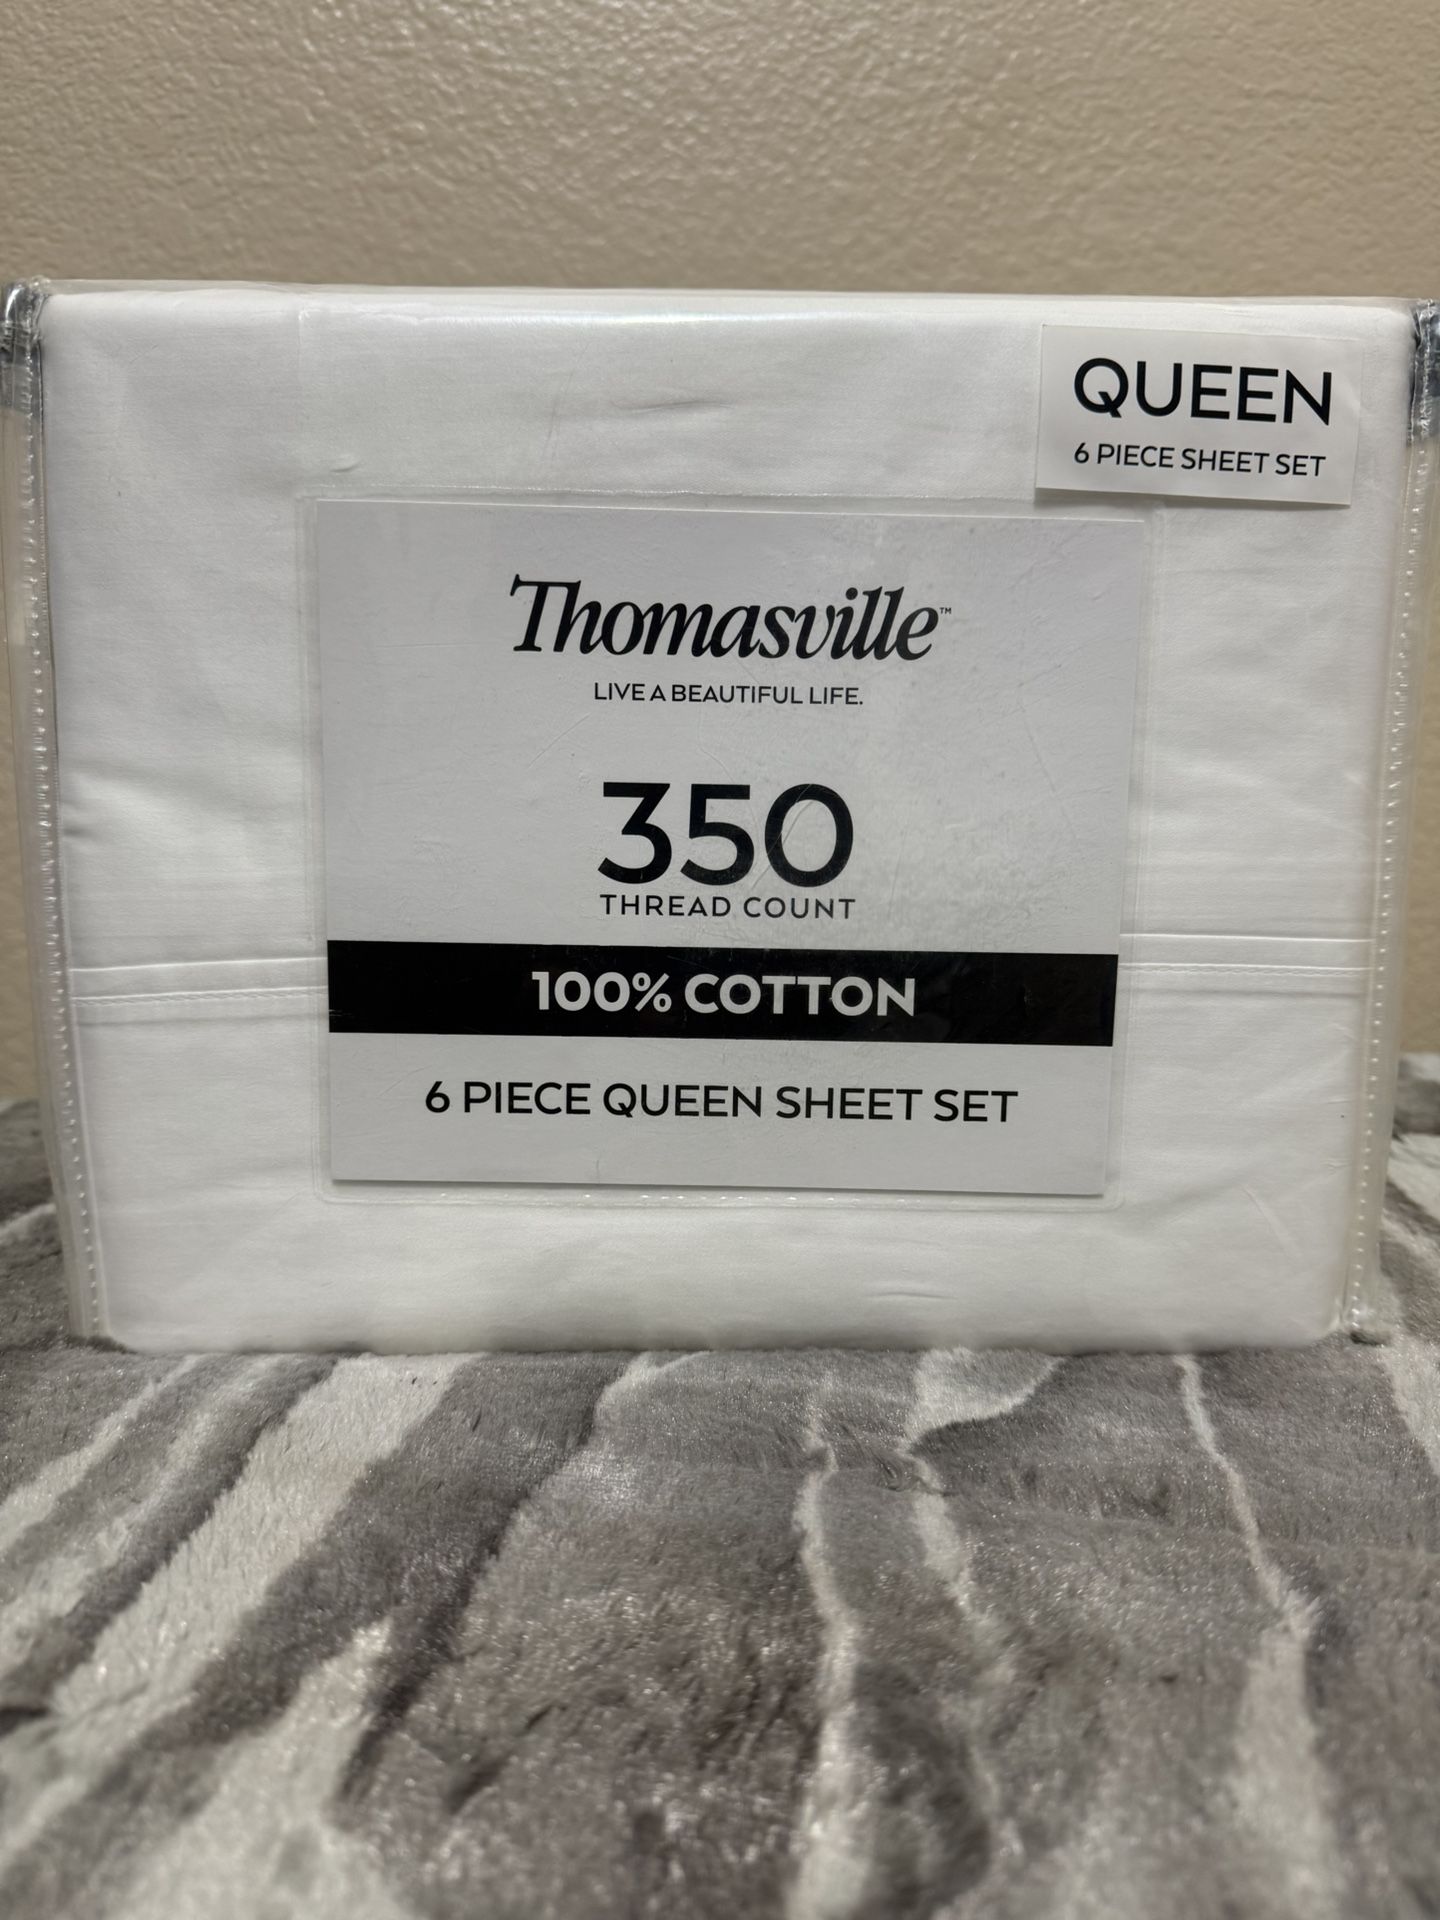 QUEEN
6 PIECE SHEET SET
Thomasville™
LIVE A BEAUTIFUL LIFE.
350
THREAD COUNT
100% COTTON
6 PIECE QUEEN SHEET SET